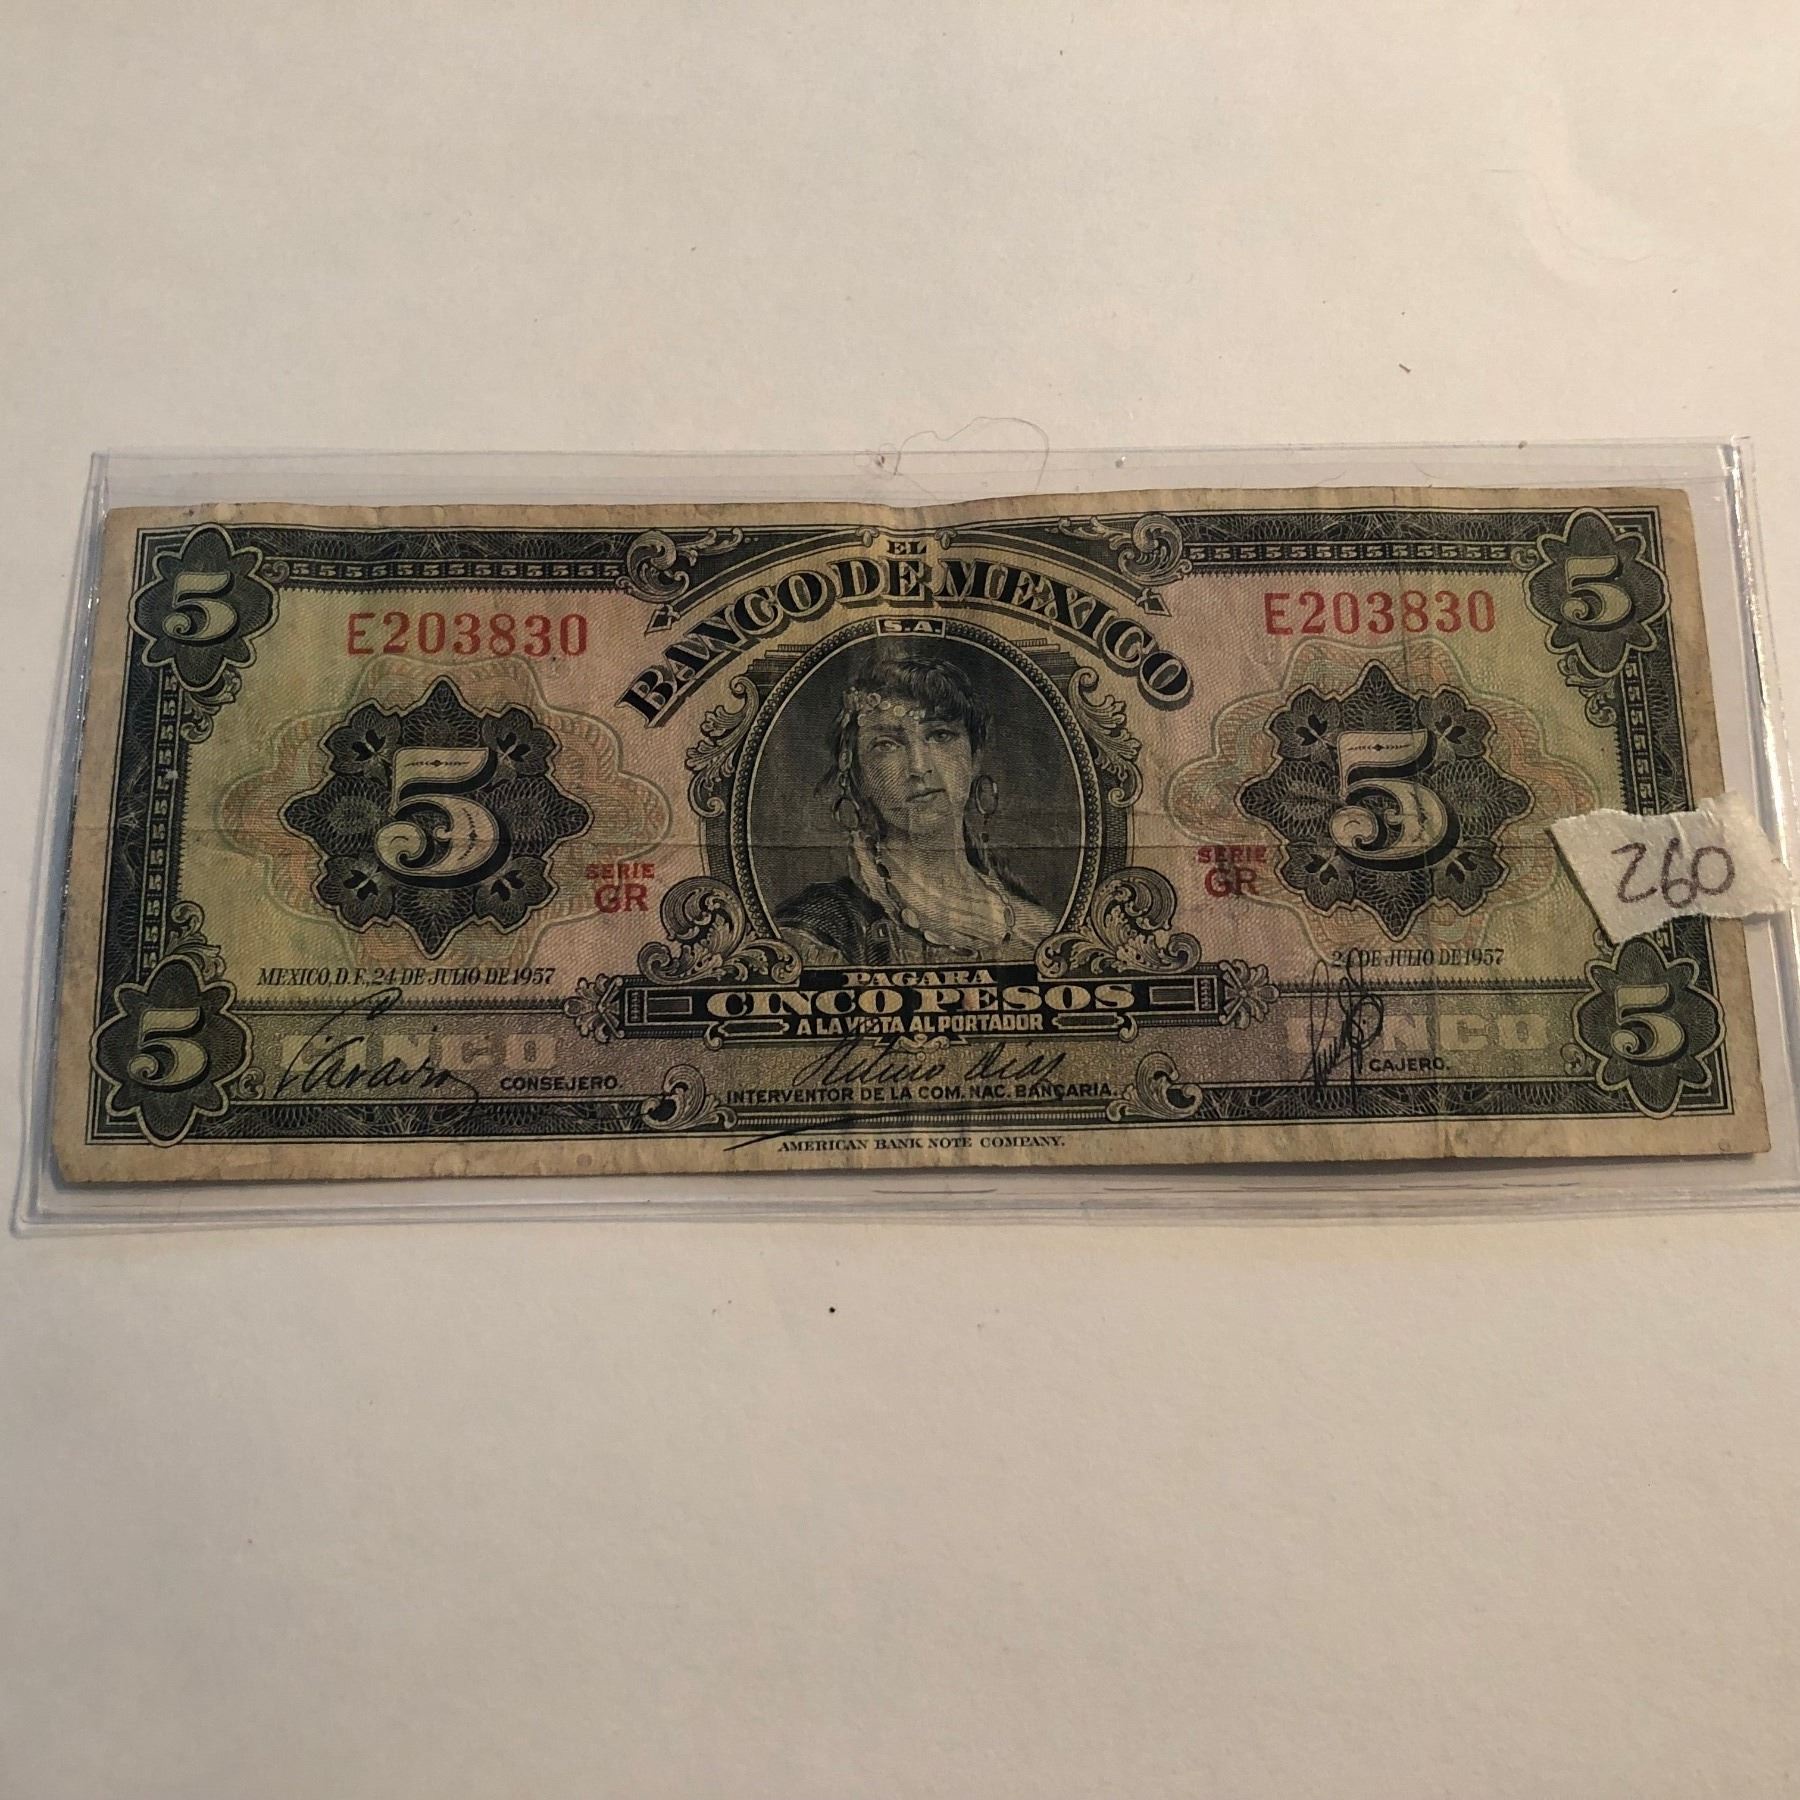 5 5
EL
BANCO DE MEXICO
S.A.
E203830 E203830
5 5
SERIE SERIE
GR GR
260
MEXICO, D. F., 24 DE JULIO DE 1957 24 DE JULIO DE 1957
PAGARA
CINCO PESOS
A LA VISTA AL PORTADOR
CINCO CINCO
5 5
CONSEJERO. INTERVENTOR DE LA COM. NAC. BANCARIA. CAJERO.
AMERICAN BANK NOTE COMPANY.